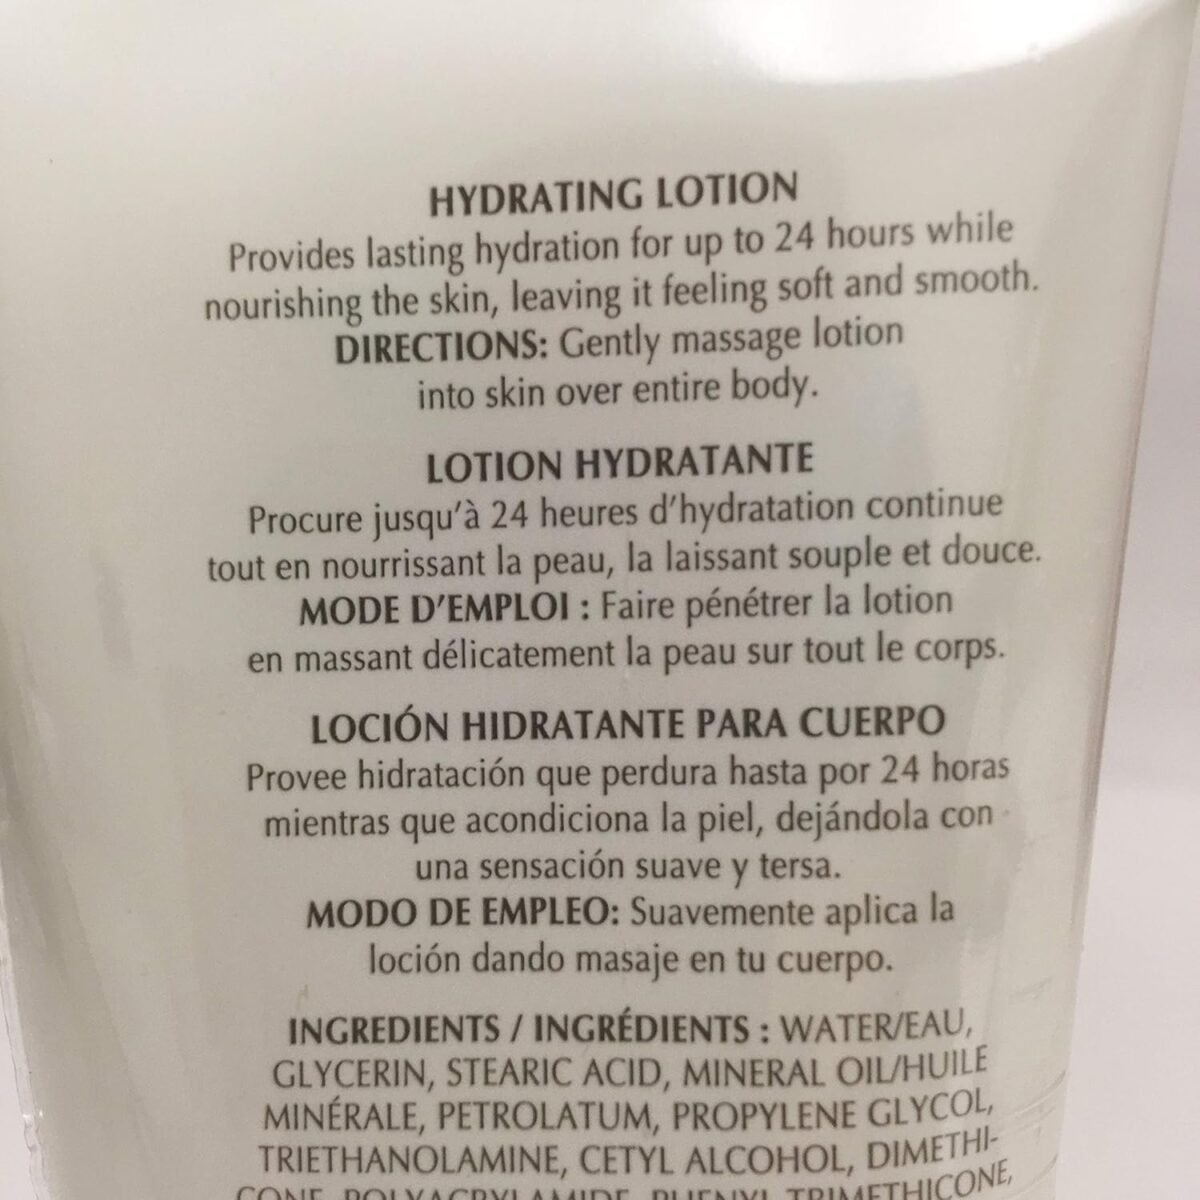 HYDRATING LOTION
Provides lasting hydration for up to 24 hours while
nourishing the skin, leaving it feeling soft and smooth.
DIRECTIONS: Gently massage lotion
into skin over entire body.
LOTION HYDRATANTE
Procure jusqu'à 24 heures d'hydratation continue
tout en nourrissant la peau, la laissant souple et douce.
MODE D'EMPLOI : Faire pénétrer la lotion
en massant délicatement la peau sur tout le corps.
LOCIÓN HIDRATANTE PARA CUERPO
Provee hidratación que perdura hasta por 24 horas
mientras que acondiciona la piel, dejándola con
una sensación suave y tersa.
MODO DE EMPLEO: Suavemente aplica la
loción dando masaje en tu cuerpo.
INGREDIENTS / INGRÉDIENTS : WATER/EAU,
GLYCERIN, STEARIC ACID, MINERAL OIL/HUILE
MINÉRALE, PETROLATUM, PROPYLENE GLYCOL,
TRIETHANOLAMINE, CETYL ALCOHOL, DIMETHI-
CONE, POLYACRYLAMIDE, PHENYL TRIMETHICONE,